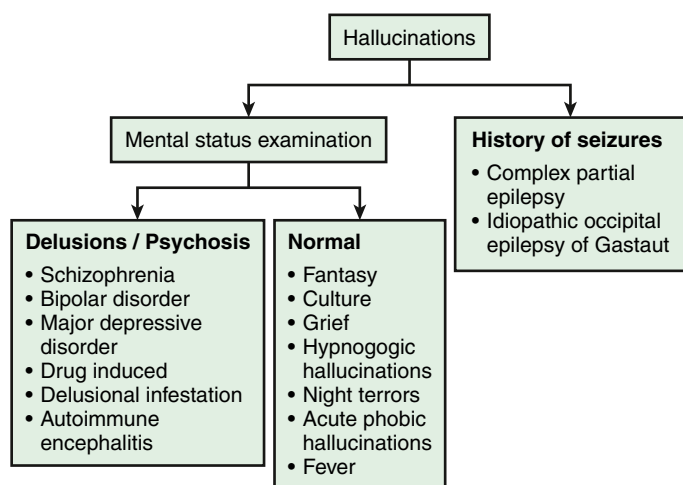 Hallucinations
Mental status examination
History of seizures
• Complex partial
epilepsy
• Idiopathic occipital
epilepsy of Gastaut
Delusions / Psychosis
• Schizophrenia
• Bipolar disorder
• Major depressive
disorder
• Drug induced
• Delusional infestation
• Autoimmune
encephalitis
Normal
• Fantasy
• Culture
• Grief
• Hypnogogic
hallucinations
• Night terrors
• Acute phobic
hallucinations
• Fever